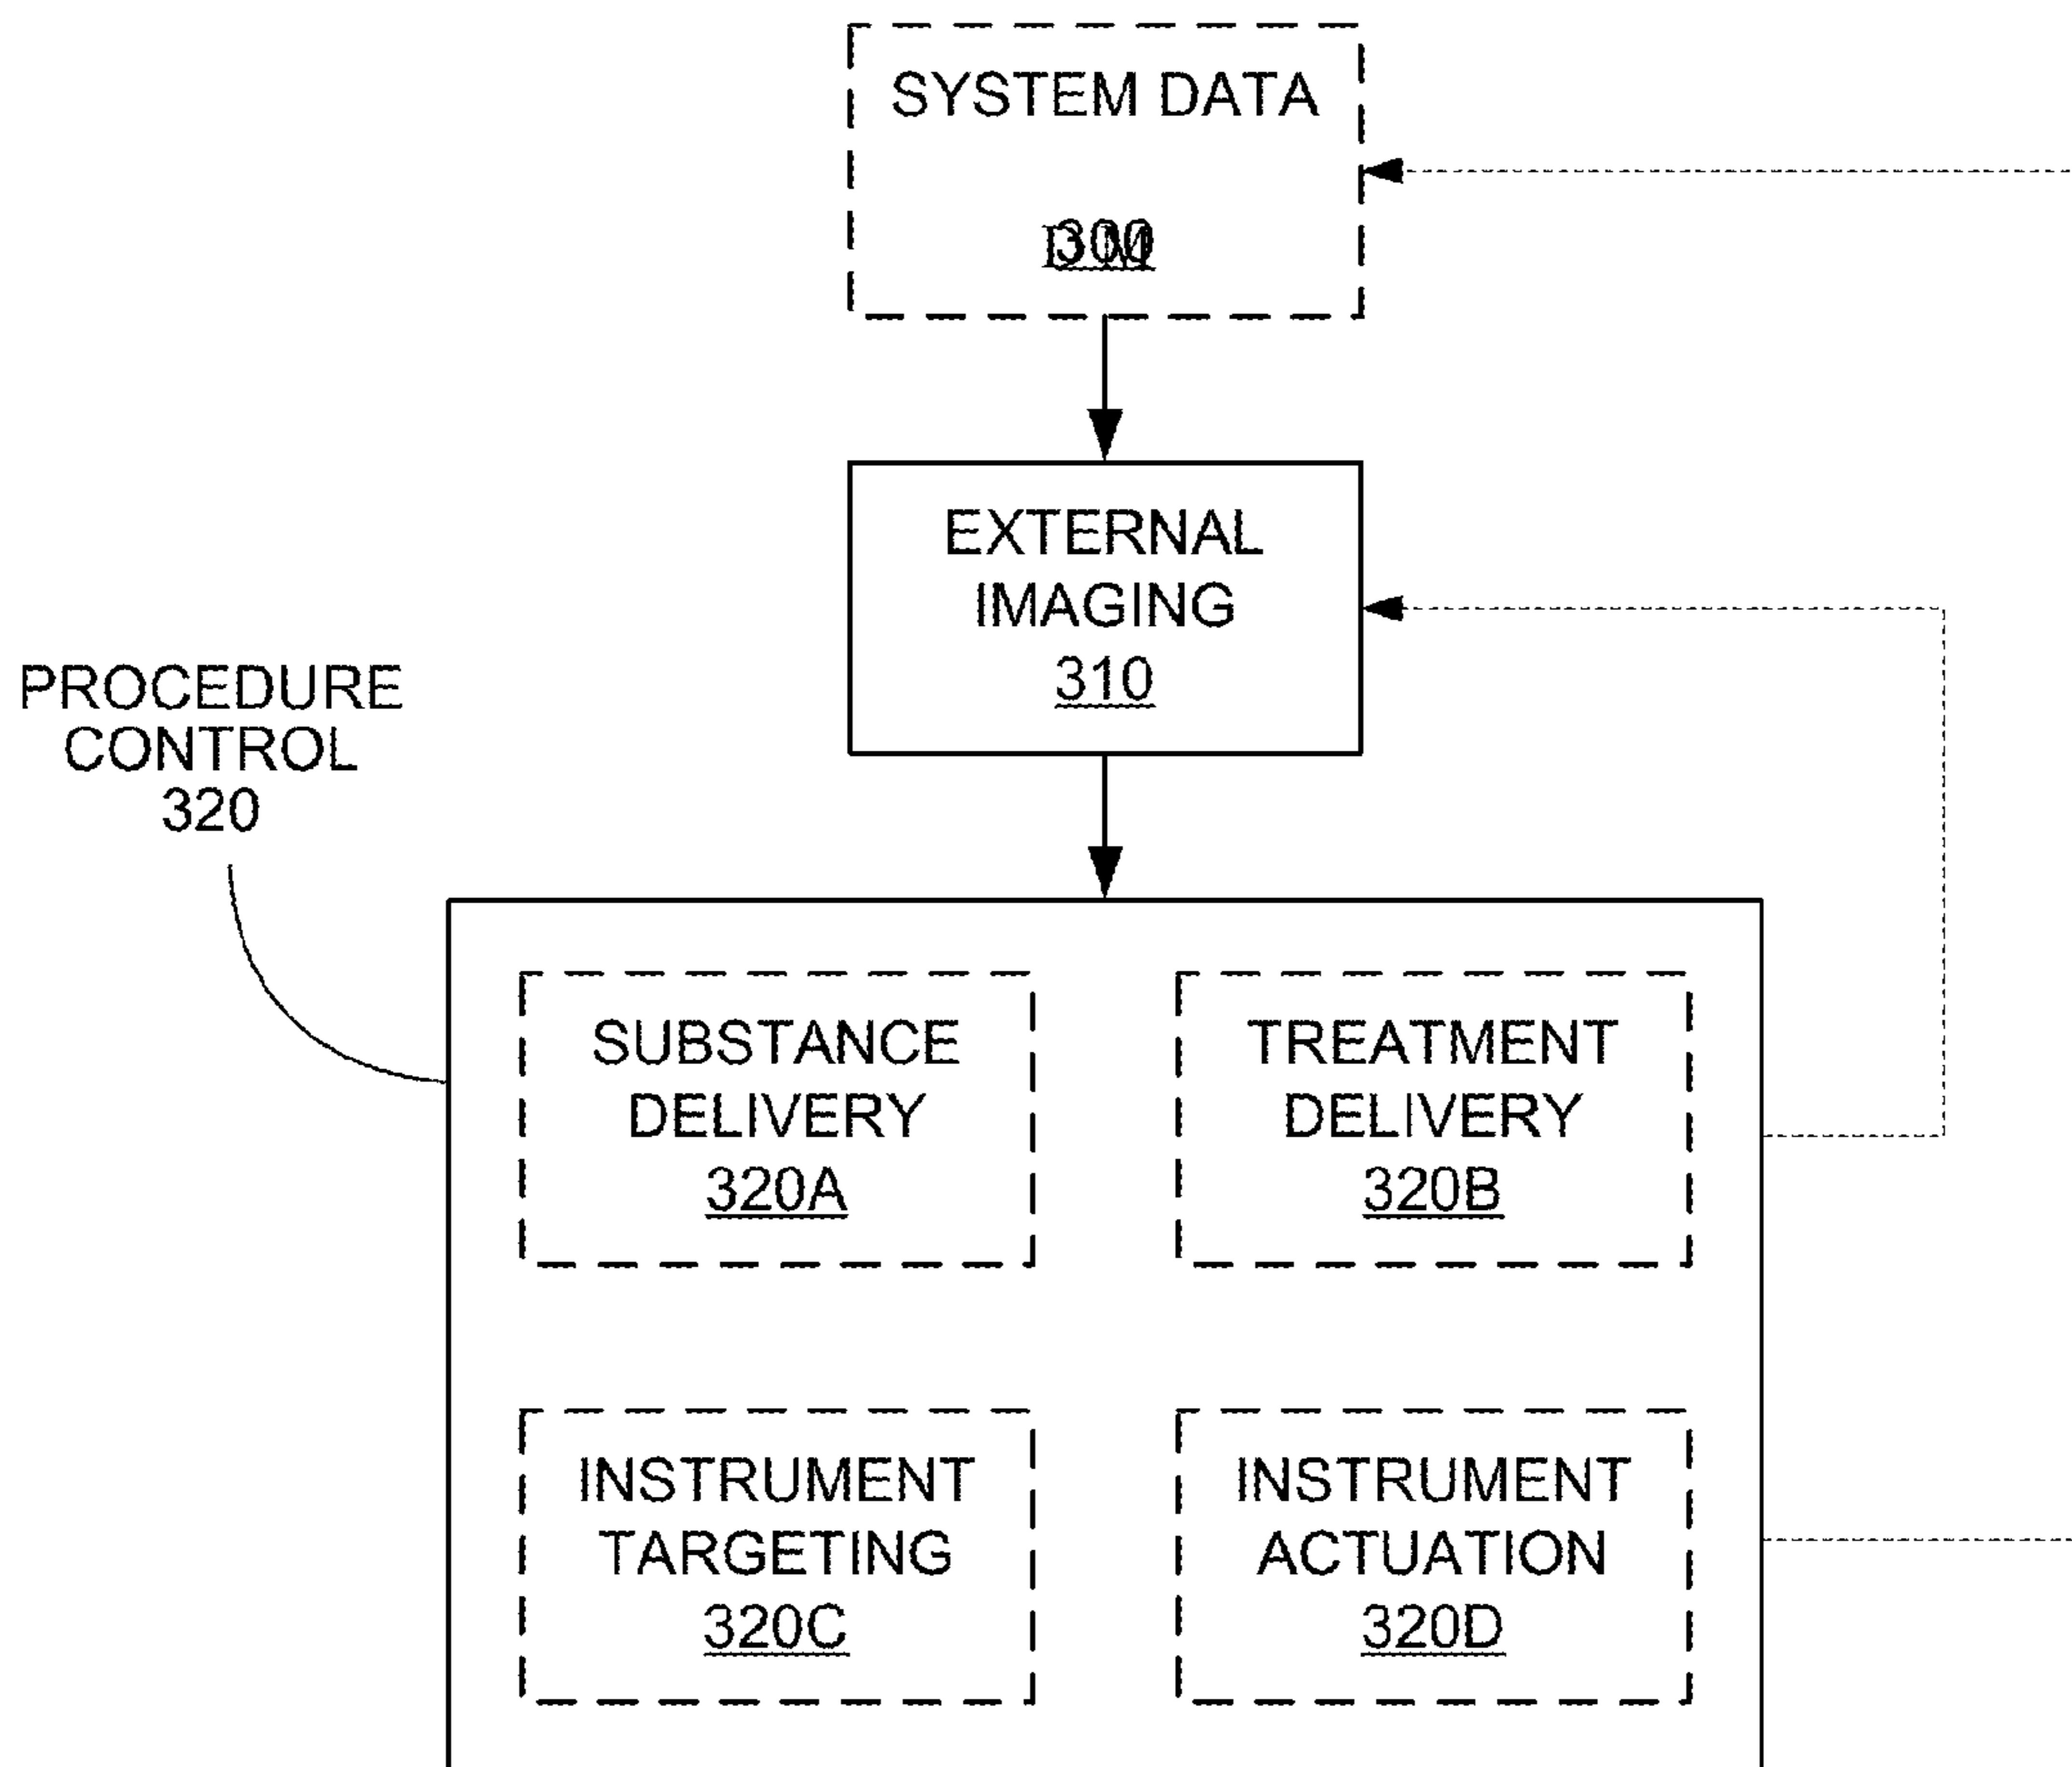 SYSTEM DATA
300
EXTERNAL
IMAGING
310
PROCEDURE
CONTROL
320
SUBSTANCE
DELIVERY
320A
TREATMENT
DELIVERY
320B
INSTRUMENT
TARGETING
320C
INSTRUMENT
ACTUATION
320D